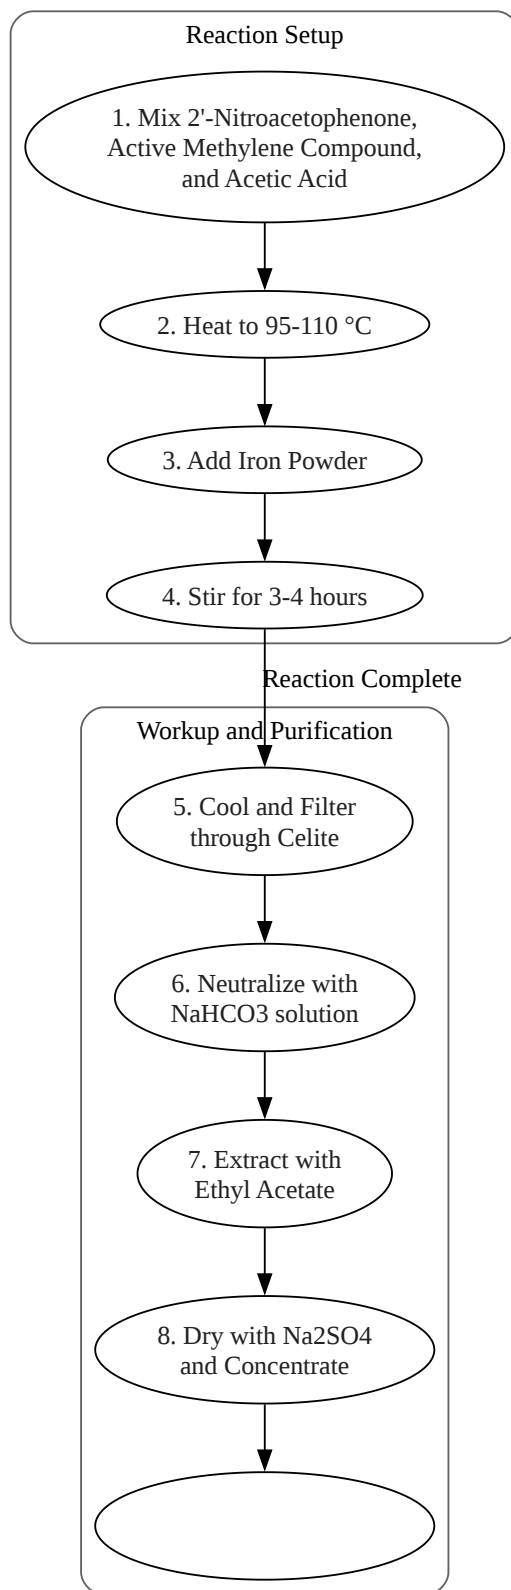 Reaction Setup
1. Mix 2'-Nitroacetophenone,
Active Methylene Compound,
and Acetic Acid
2. Heat to 95-110 °C
3. Add Iron Powder
4. Stir for 3-4 hours
Reaction Complete
Workup and Purification
5. Cool and Filter
through Celite
6. Neutralize with
NaHCO3 solution
7. Extract with
Ethyl Acetate
8. Dry with Na2SO4
and Concentrate